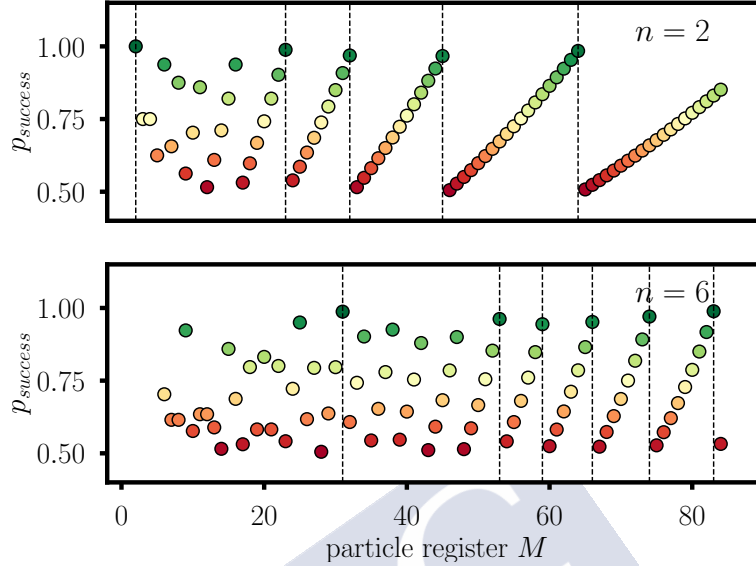 n = 2
1.00
0.75
0.50
p_success
n = 6
1.00
0.75
0.50
p_success
0 20 40 60 80
particle register M